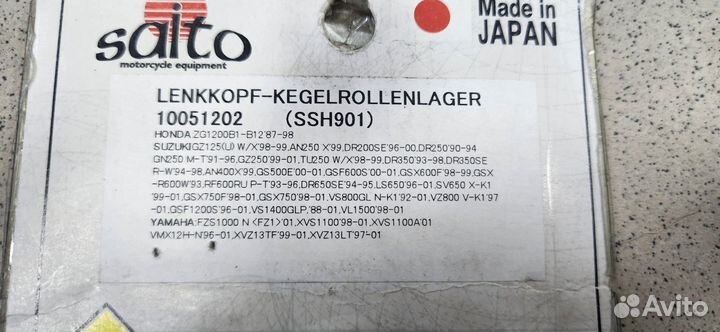 saito
motorcycle equipment
Made in
JAPAN
LENKKOPF-KEGELROLLENLAGER
10051202 (SSH901)
HONDA:ZG1200B1-B12'87-98
SUZUKI:GZ125(U) W/X'98-99,AN250 X'99,DR200SE'96-00,DR250'90-94
GN250 M-T'91-96,GZ250'99-01,TU250 W/X'98-99,DR350'93-98,DR350SE
R-W'94-98,AN400X'99,GS500E'00-01,GSF600S'00-01,GSX600F'98-99,GSX
-R600W'93,RF600RU P-T'93-96,DR650SE'94-95,LS650'96-01,SV650 X-K1
'99-01,GSX750F'98-01,GSX750'98-01,VS800GL N-K1'92-01,VZ800 V-K1'97
-01,GSF1200S'96-01,VS1400GLP,'88-01,VL1500'98-01
YAMAHA:FZS1000 N <FZ1>'01,XVS1100'98-01,XVS1100A'01
VMX12H-N'96-01,XVZ13TF'99-01,XVZ13LT'97-01
Avito